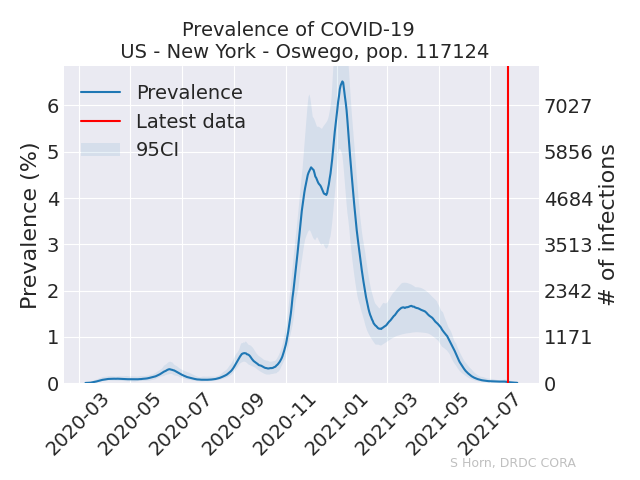 Prevalence of COVID-19
US - New York - Oswego, pop. 117124
Prevalence
Latest data
95CI
Prevalence (%)
6
5
4
3
2
1
0
7027
5856
4684
3513
2342
1171
0
# of infections
2020-03
2020-05
2020-07
2020-09
2020-11
2021-01
2021-03
2021-05
2021-07
S Horn, DRDC CORA